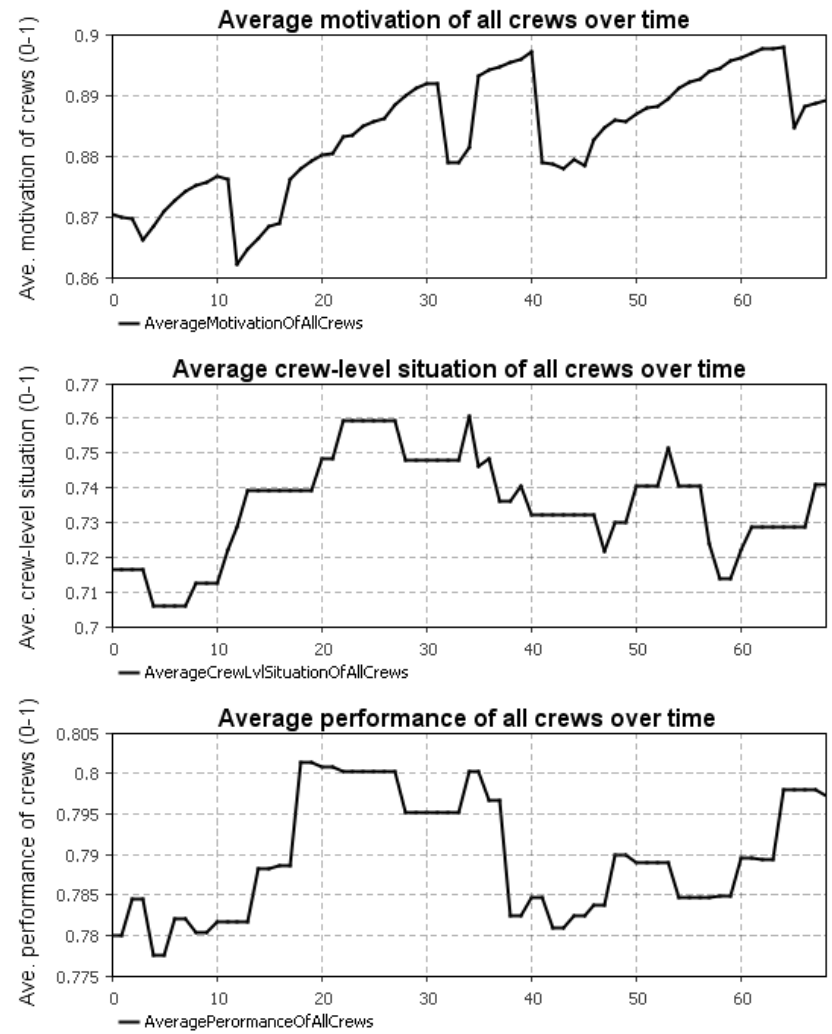 Average motivation of all crews over time
Ave. motivation of crews (0-1)
0.9
0.89
0.88
0.87
0.86
0 10 20 30 40 50 60
AverageMotivationOfAllCrews
Average crew-level situation of all crews over time
Ave. crew-level situation (0-1)
0.77
0.76
0.75
0.74
0.73
0.72
0.71
0.7
0 10 20 30 40 50 60
AverageCrewLvlSituationOfAllCrews
Average performance of all crews over time
Ave. performance of crews (0-1)
0.805
0.8
0.795
0.79
0.785
0.78
0.775
0 10 20 30 40 50 60
AveragePerormanceOfAllCrews